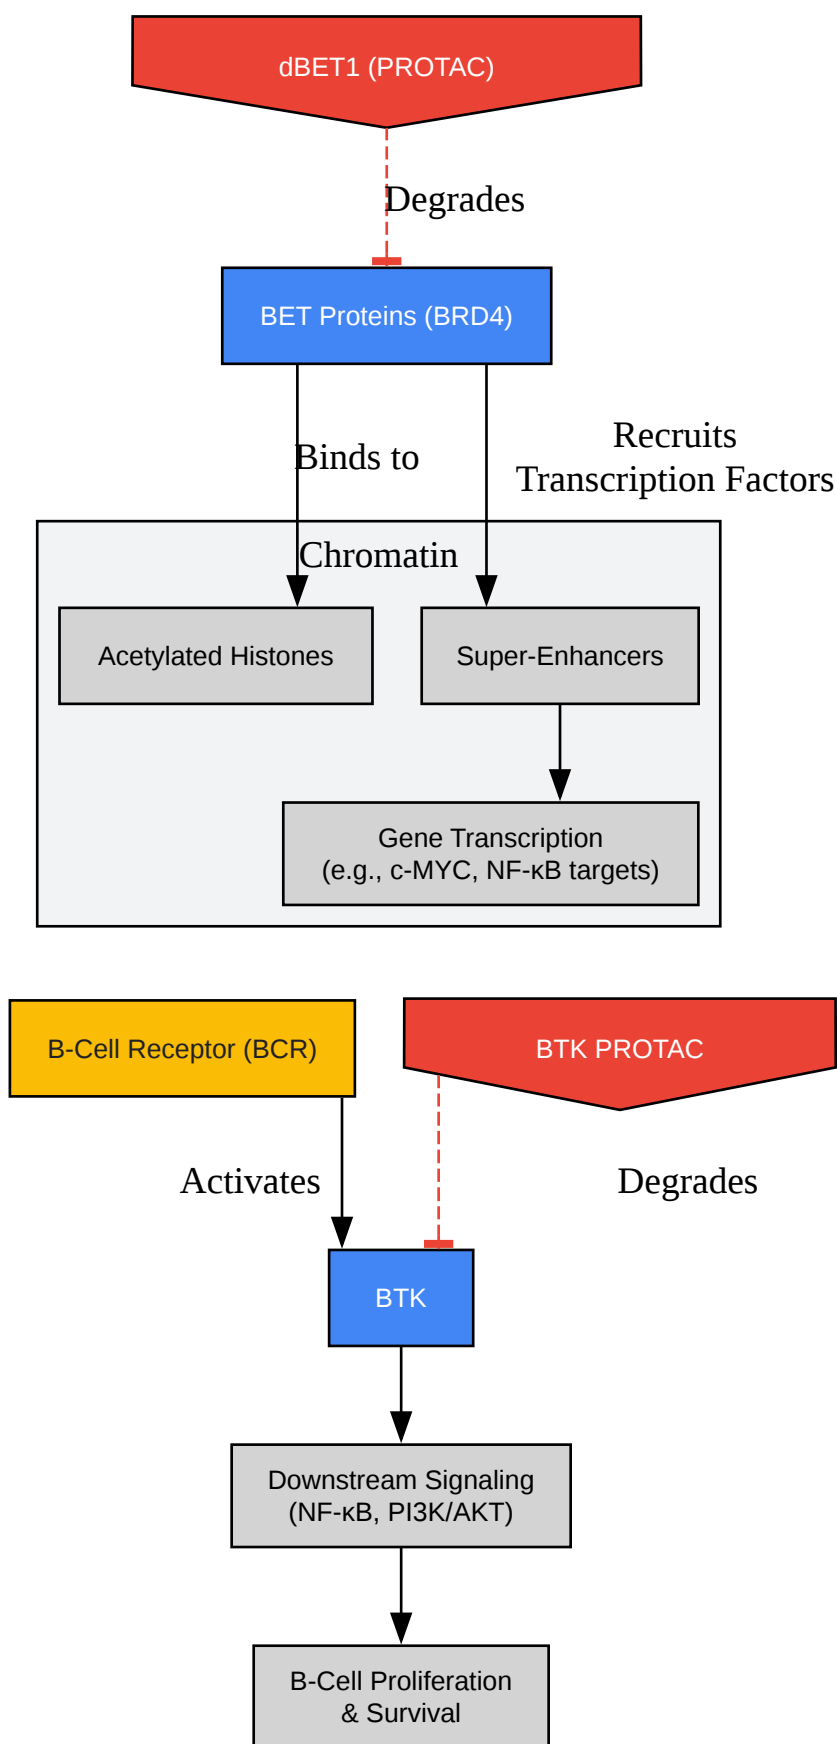 dBET1 (PROTAC)
Degrades
BET Proteins (BRD4)
Binds to
Recruits
Transcription Factors
Chromatin
Acetylated Histones
Super-Enhancers
Gene Transcription
(e.g., c-MYC, NF-κB targets)
B-Cell Receptor (BCR)
BTK PROTAC
Activates
Degrades
BTK
Downstream Signaling
(NF-κB, PI3K/AKT)
B-Cell Proliferation
& Survival